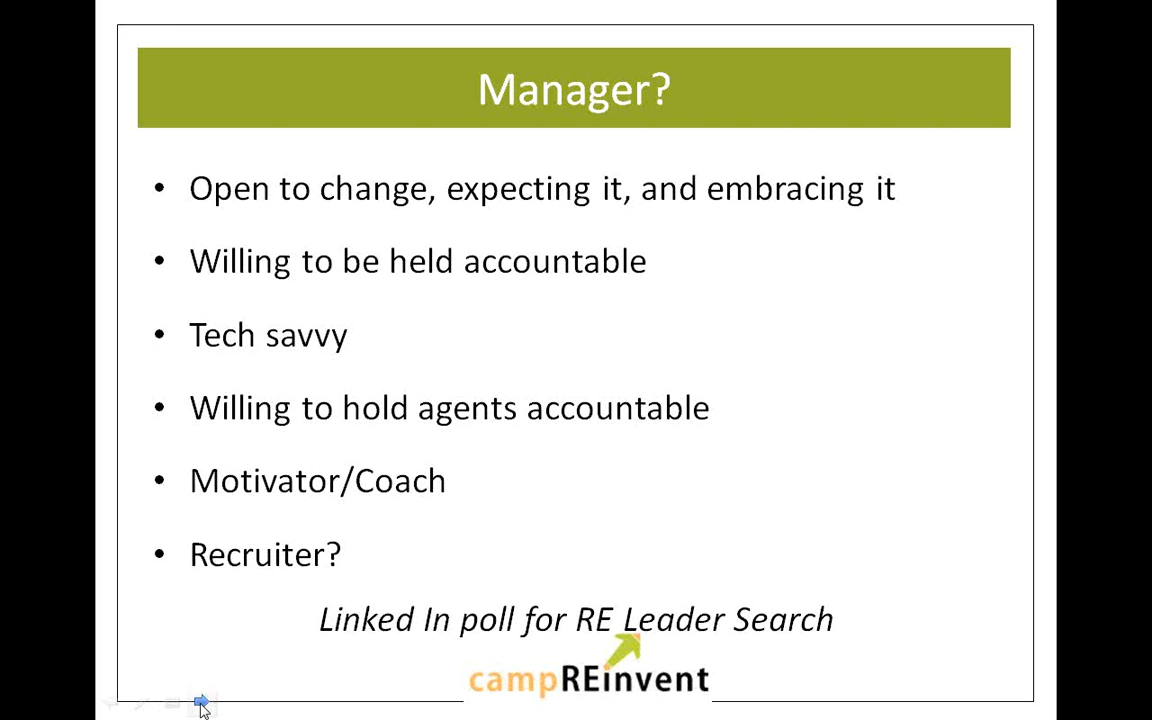 Manager?
• Open to change, expecting it, and embracing it
• Willing to be held accountable
• Tech savvy
• Willing to hold agents accountable
• Motivator/Coach
• Recruiter?
Linked In poll for RE Leader Search
campREinvent